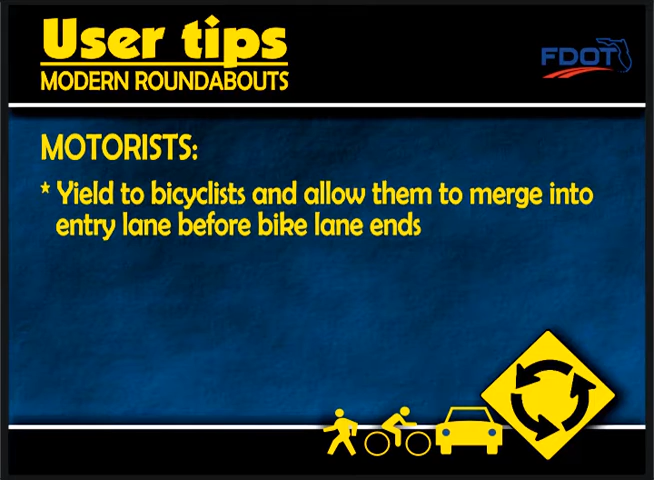 User tips
MODERN ROUNDABOUTS
FDOT
MOTORISTS:
* Yield to bicyclists and allow them to merge into
entry lane before bike lane ends